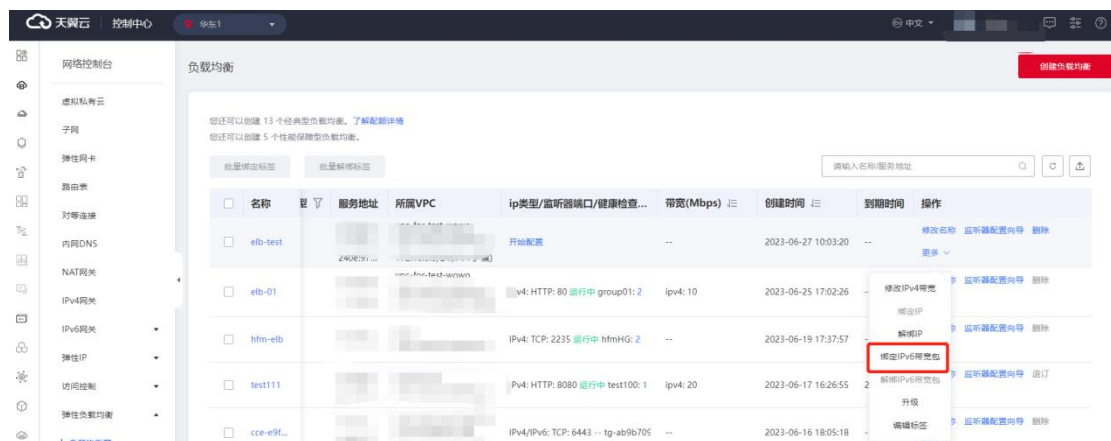 天翼云 控制中心 华东1 中文
网络控制台 负载均衡 创建负载均衡
虚拟私有云
子网
弹性网卡
路由表
对等连接
内网DNS
NAT网关
IPv4网关
IPv6网关
弹性IP
访问控制
弹性负载均衡
您还可以创建 13 个经典型负载均衡。了解配额详情
您还可以创建 5 个性能保障型负载均衡。
批量绑定标签 批量解绑标签 请输入名称/服务地址
名称 型 服务地址 所属VPC ip类型/监听器端口/健康检查... 带宽(Mbps) 创建时间 到期时间 操作
elb-test 开始配置 -- 2023-06-27 10:03:20 -- 修改名称 监听器配置向导 删除
更多
vpc-for-test-wowo
elb-01 v4: HTTP: 80 运行中 group01: 2 ipv4: 10 2023-06-25 17:02:26 监听器配置向导 删除
hfm-elb IPv4: TCP: 2235 运行中 hfmHG: 2 -- 2023-06-19 17:37:57 监听器配置向导 删除
test111 Pv4: HTTP: 8080 运行中 test100: 1 ipv4: 20 2023-06-17 16:26:55 2 监听器配置向导 退订
cce-e9f... IPv4/IPv6: TCP: 6443 -- tg-ab9b709 -- 2023-06-16 18:05:18 监听器配置向导 删除
修改IPv4带宽
绑定IP
解绑IP
绑定IPv6带宽包
解绑IPv6带宽包
升级
编辑标签